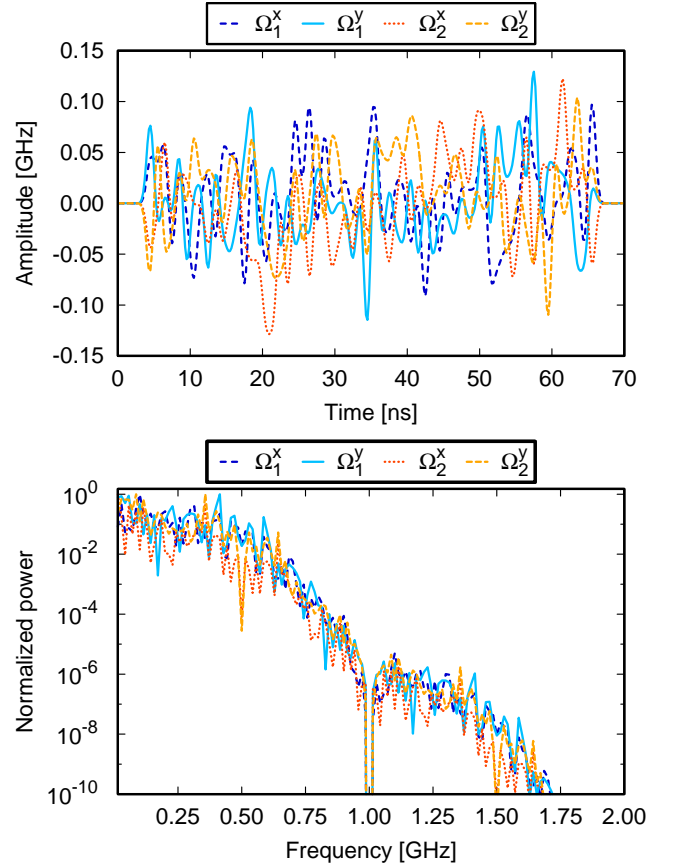 Ω₁ˣ Ω₁ʸ Ω₂ˣ Ω₂ʸ
0.15
0.10
0.05
0.00
-0.05
-0.10
-0.15
Amplitude [GHz]
0 10 20 30 40 50 60 70
Time [ns]
Ω₁ˣ Ω₁ʸ Ω₂ˣ Ω₂ʸ
10⁰
10⁻²
10⁻⁴
10⁻⁶
10⁻⁸
10⁻¹⁰
Normalized power
0.25 0.50 0.75 1.00 1.25 1.50 1.75 2.00
Frequency [GHz]